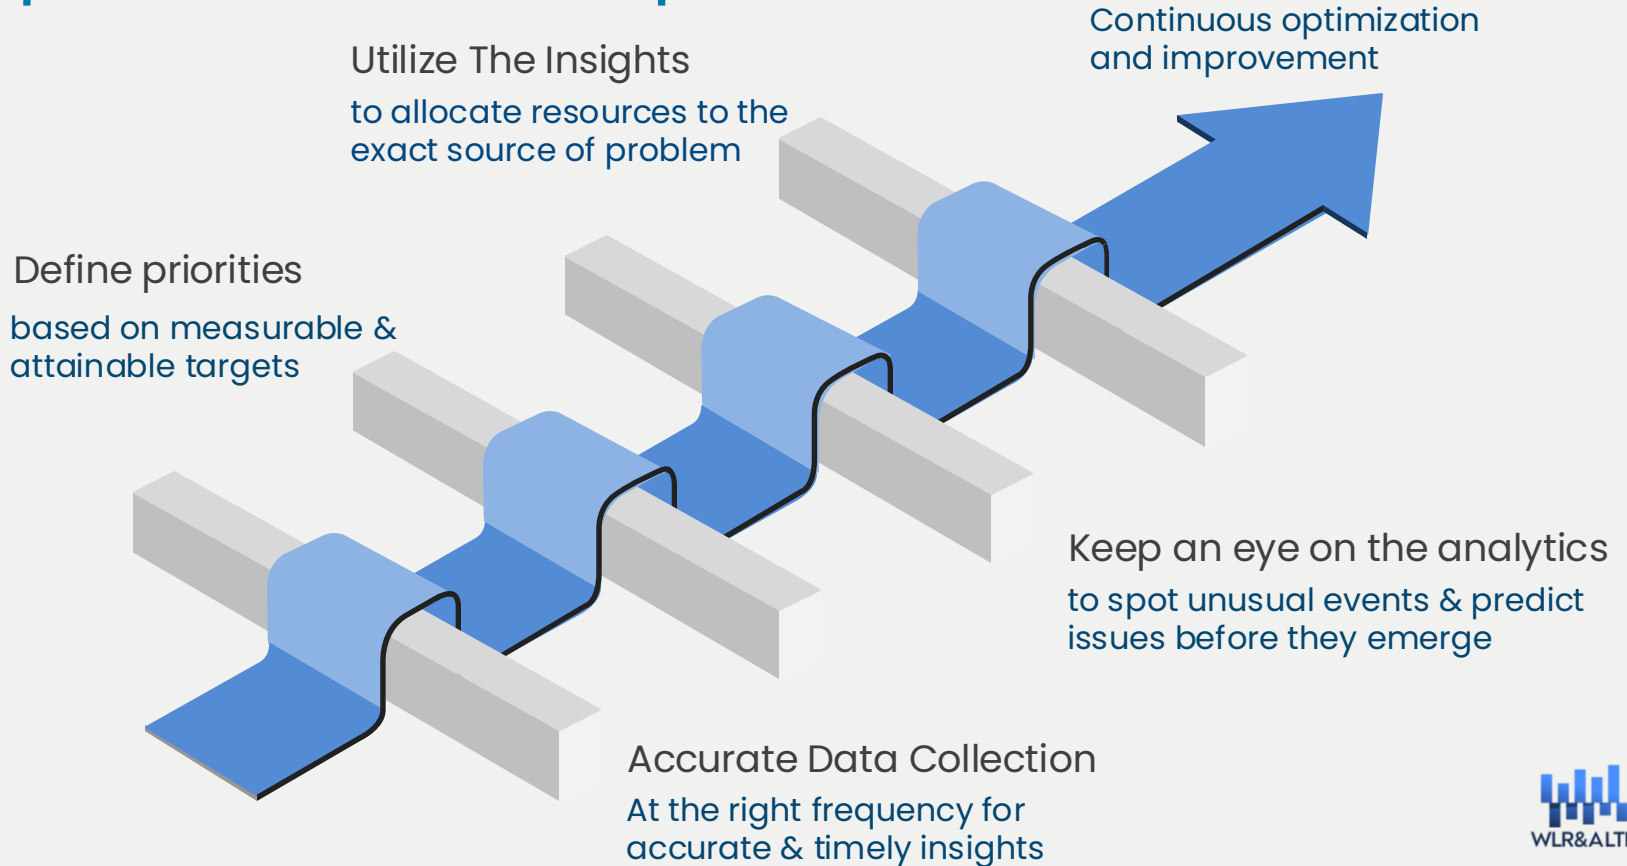 Continuous optimization
and improvement
Utilize The Insights
to allocate resources to the
exact source of problem
Define priorities
based on measurable &
attainable targets
Keep an eye on the analytics
to spot unusual events & predict
issues before they emerge
Accurate Data Collection
At the right frequency for
accurate & timely insights